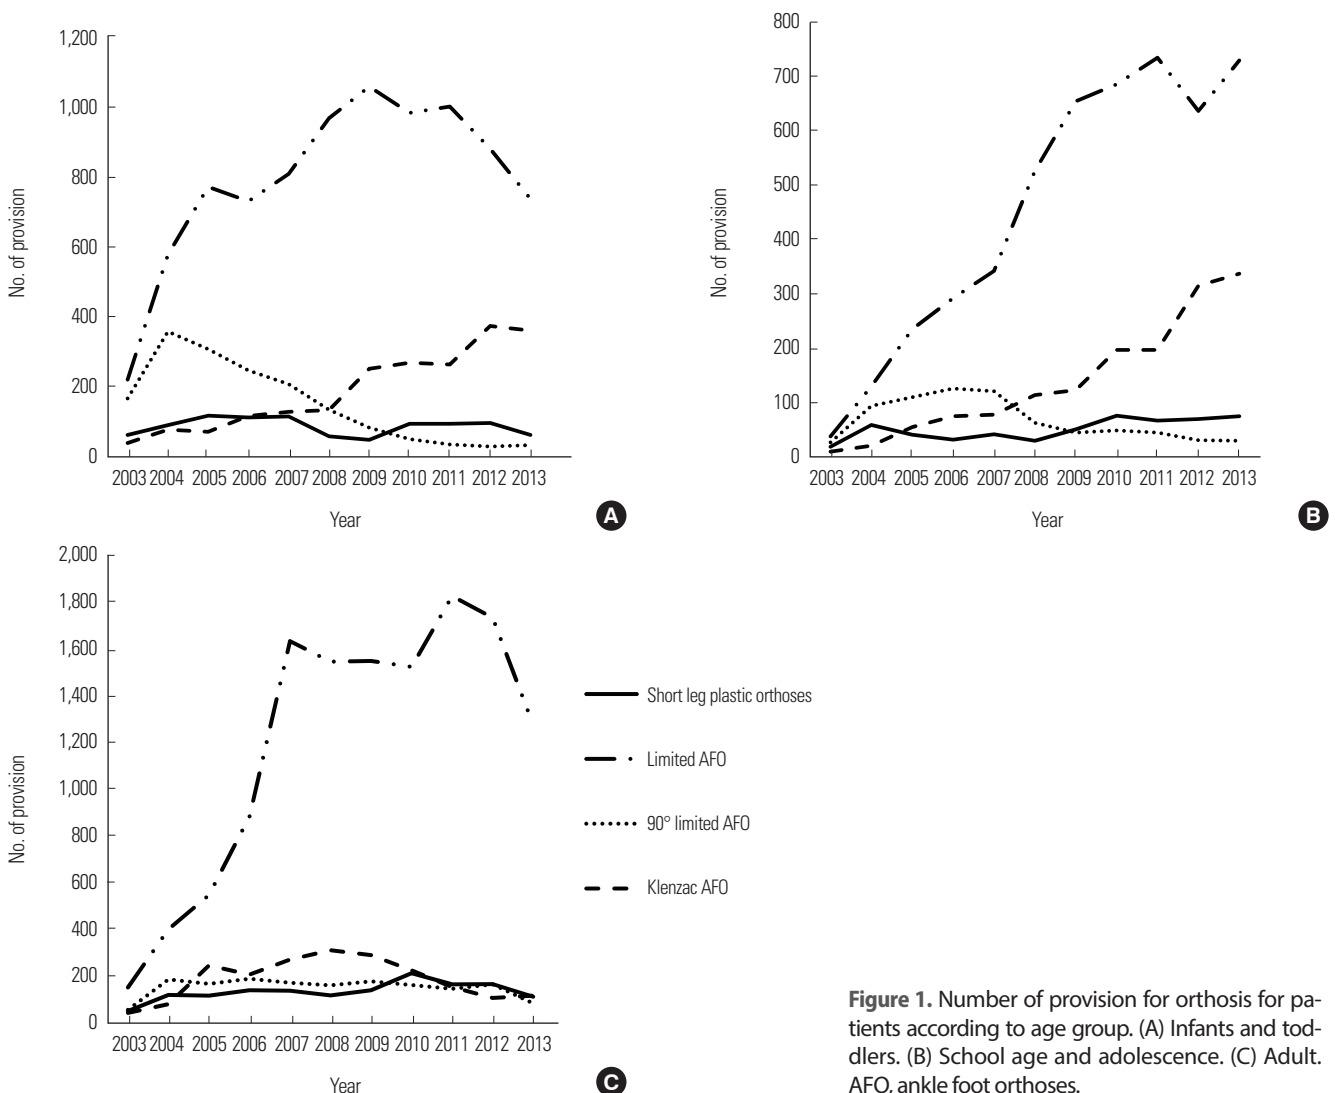 1,200
1,000
800
600
400
200
0
No. of provision
2003 2004 2005 2006 2007 2008 2009 2010 2011 2012 2013
Year
A
800
700
600
500
400
300
200
100
0
No. of provision
2003 2004 2005 2006 2007 2008 2009 2010 2011 2012 2013
Year
B
2,000
1,800
1,600
1,400
1,200
1,000
800
600
400
200
0
No. of provision
2003 2004 2005 2006 2007 2008 2009 2010 2011 2012 2013
Year
C
Short leg plastic orthoses
Limited AFO
90° limited AFO
Klenzac AFO
Figure 1. Number of provision for orthosis for pa-
tients according to age group. (A) Infants and tod-
dlers. (B) School age and adolescence. (C) Adult.
AFO, ankle foot orthoses.